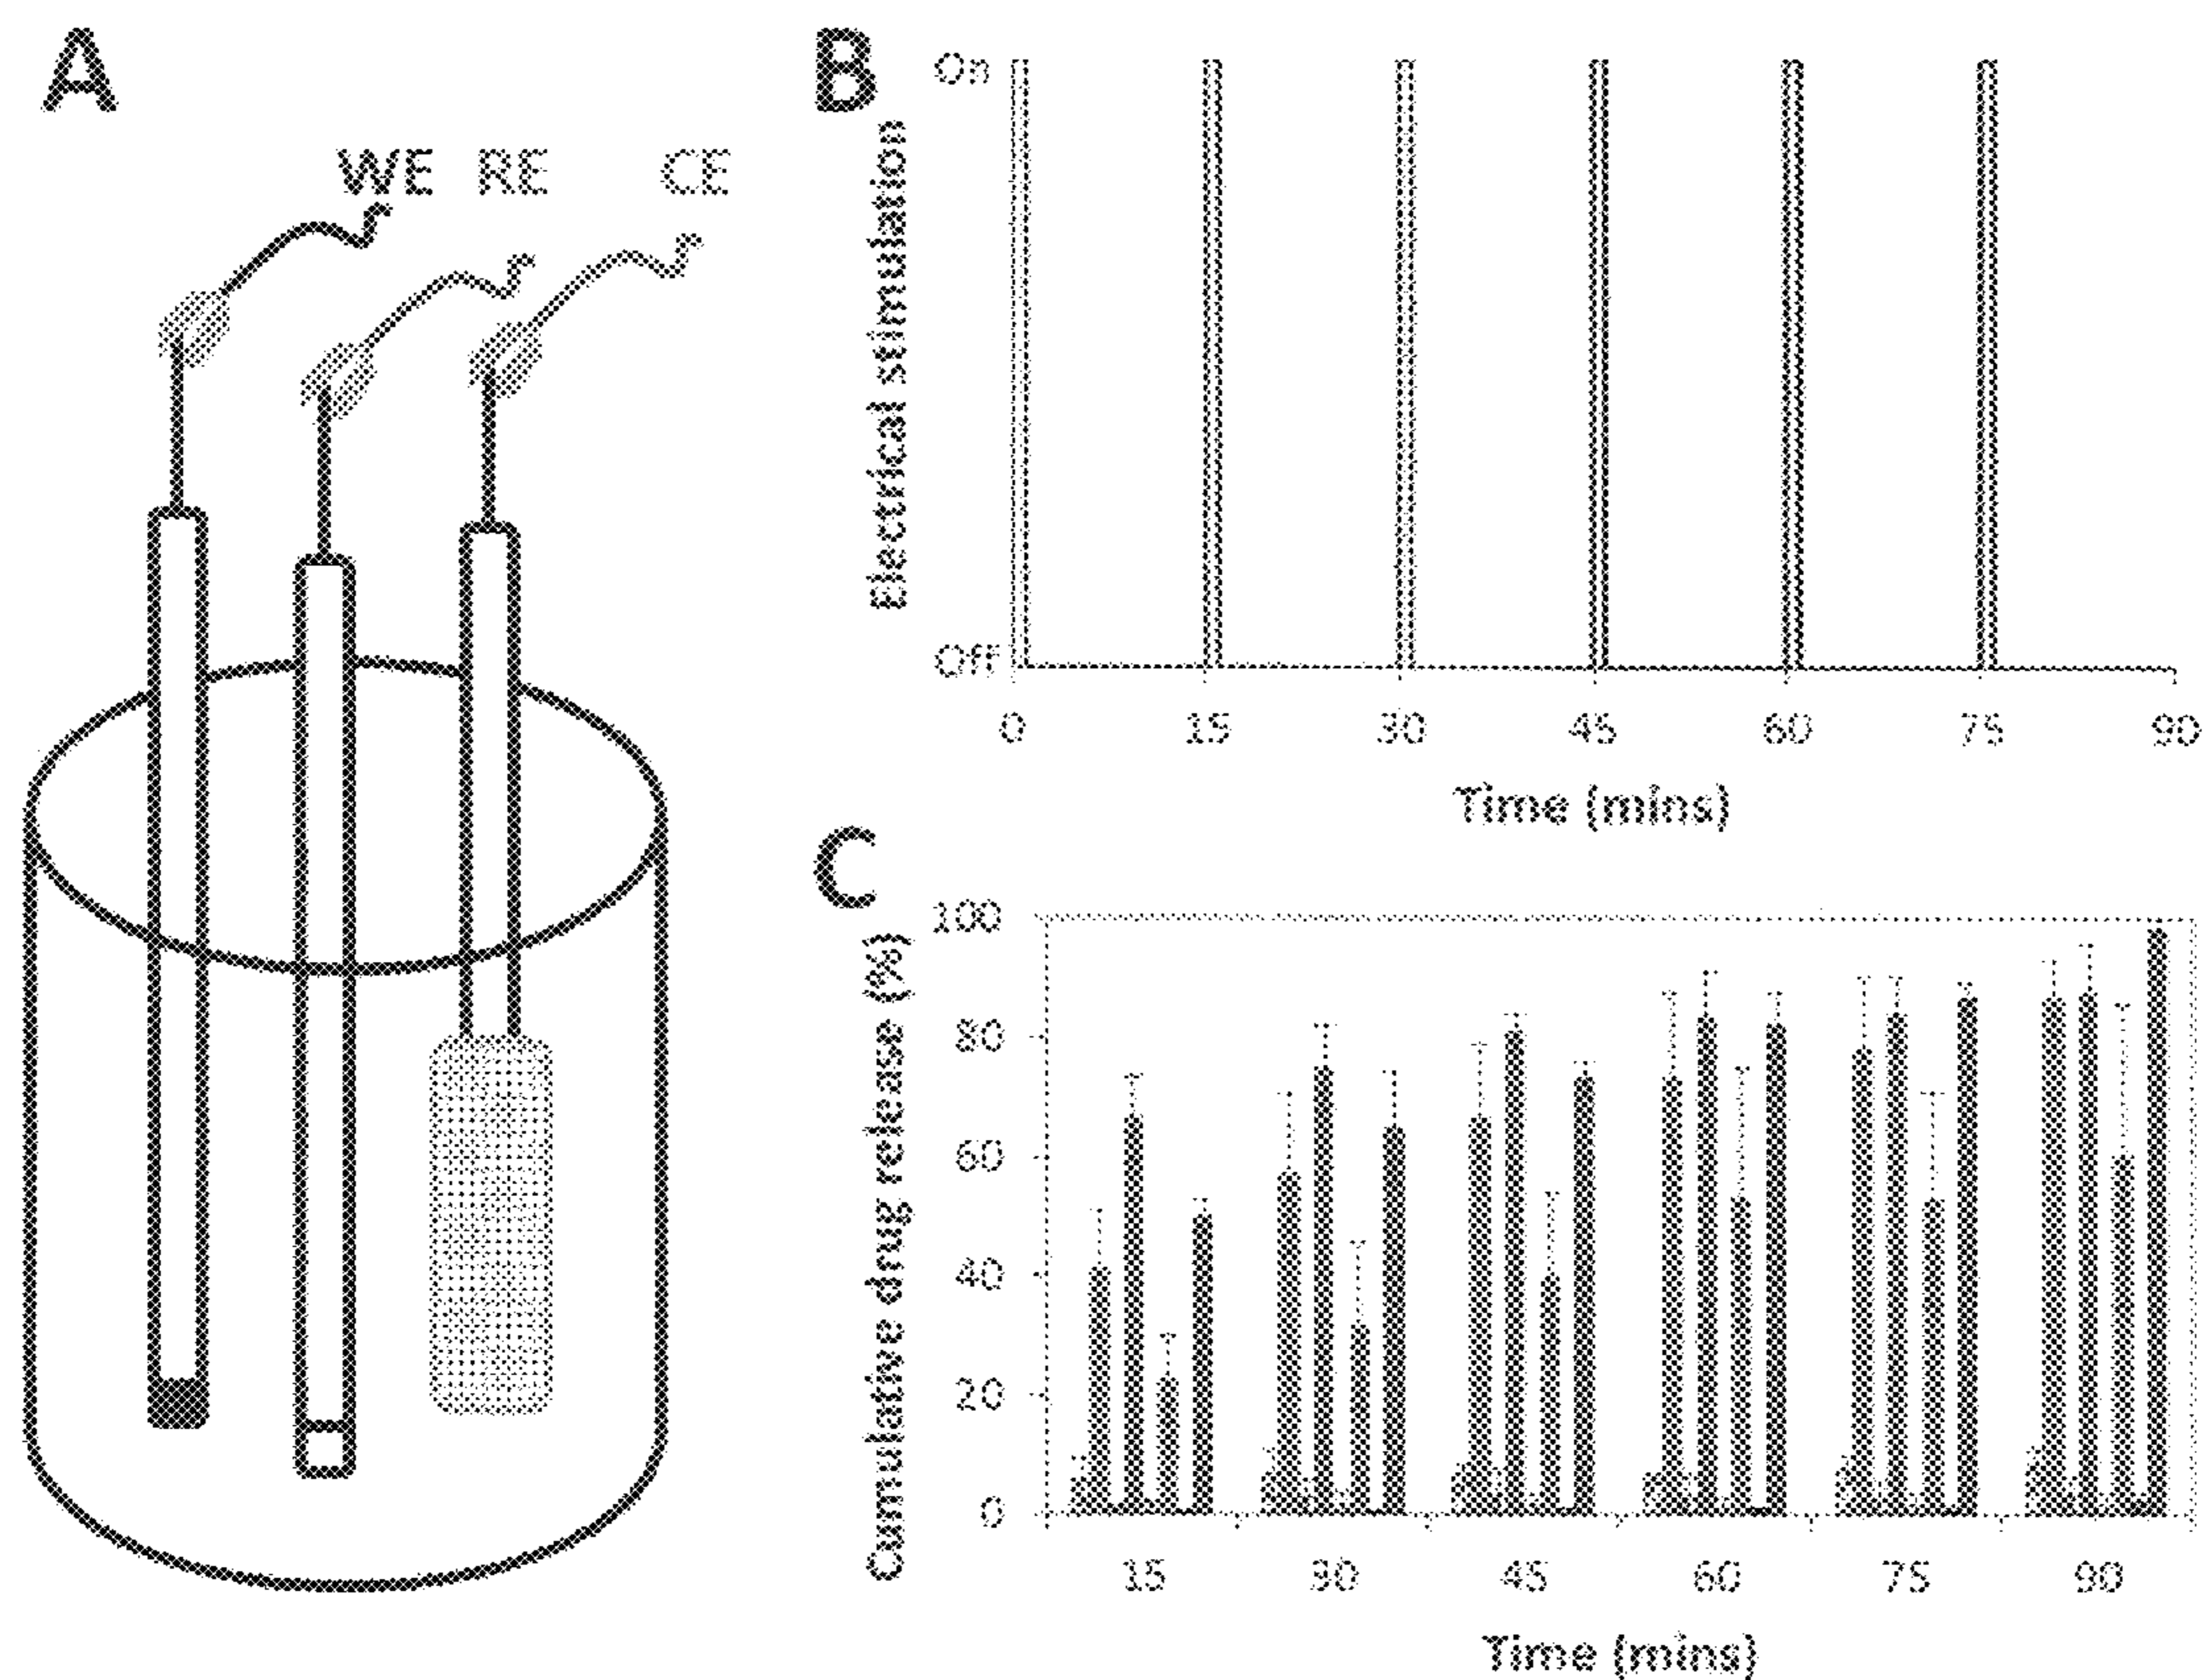 A
WE RE CE
B
On
Electrical stimulation
Off
0 15 30 45 60 75 90
Time (mins)
C
100
80
60
40
20
0
Cumulative drug release (%)
15 30 45 60 75 90
Time (mins)